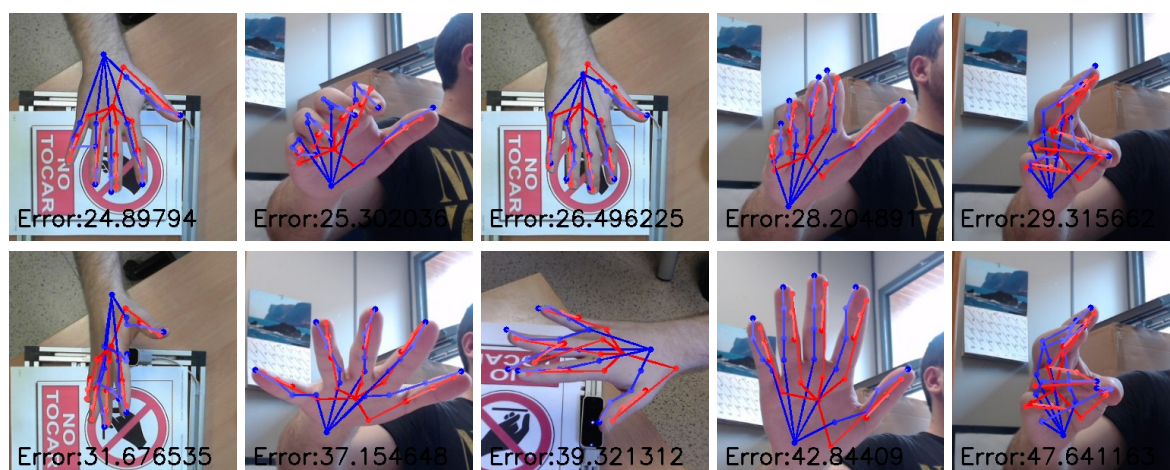 NO TOCAR
Error:24.89794
Error:25.302036
NO TOCAR
Error:26.496225
Error:28.204891
Error:29.315662
NO TOCAR
Error:31.676535
Error:37.154648
Error:39.321312
Error:42.84409
Error:47.641163